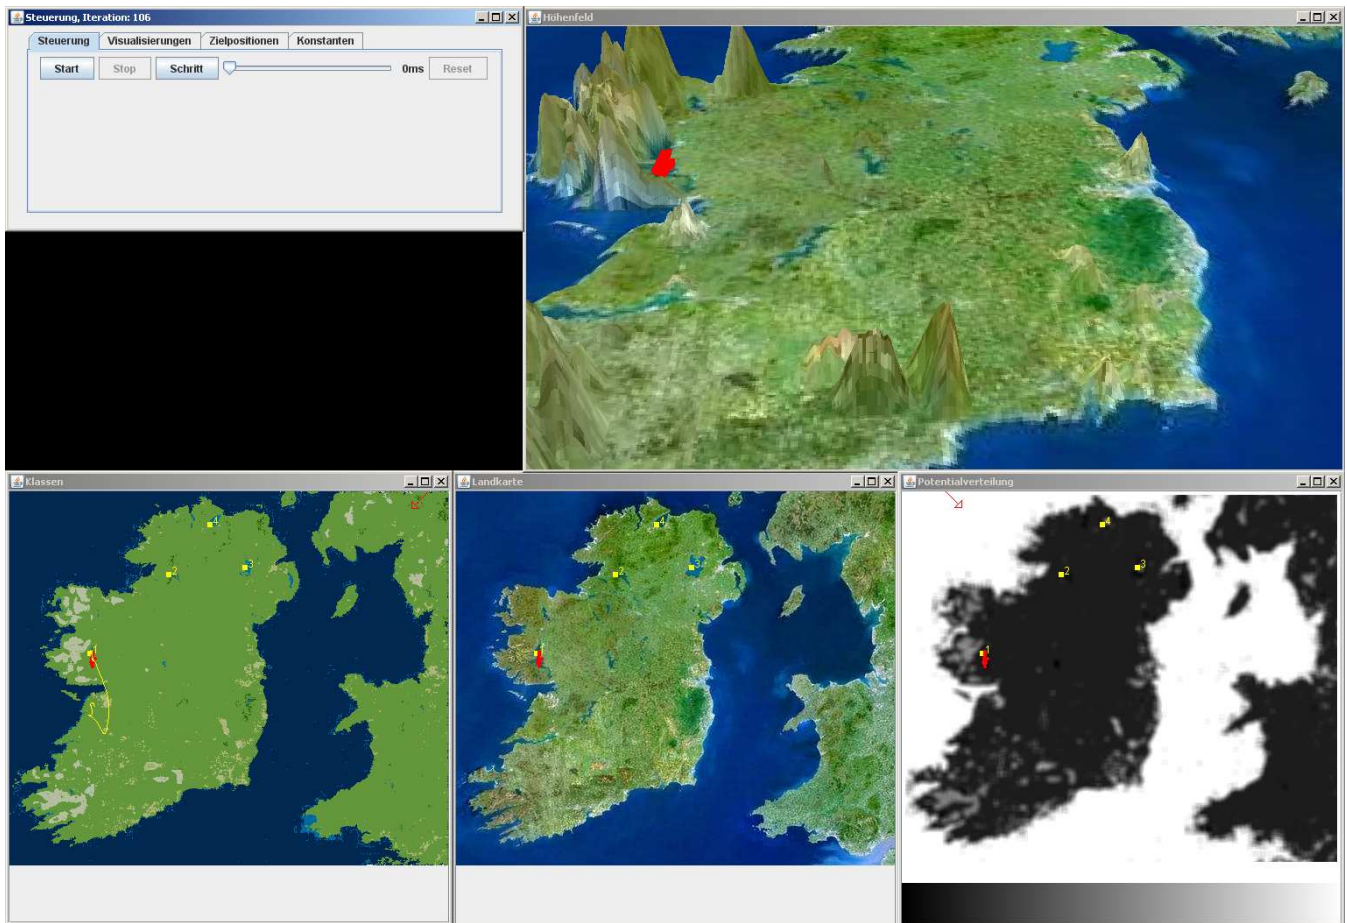 Steuerung, Iteration: 106
Steuerung Visualisierungen Zielpositionen Konstanten
Start Stop Schritt 0ms Reset
Höhenfeld
Klassen
4
2
3
1
Landkarte
4
2
3
Potentialverteilung
4
2
3
1